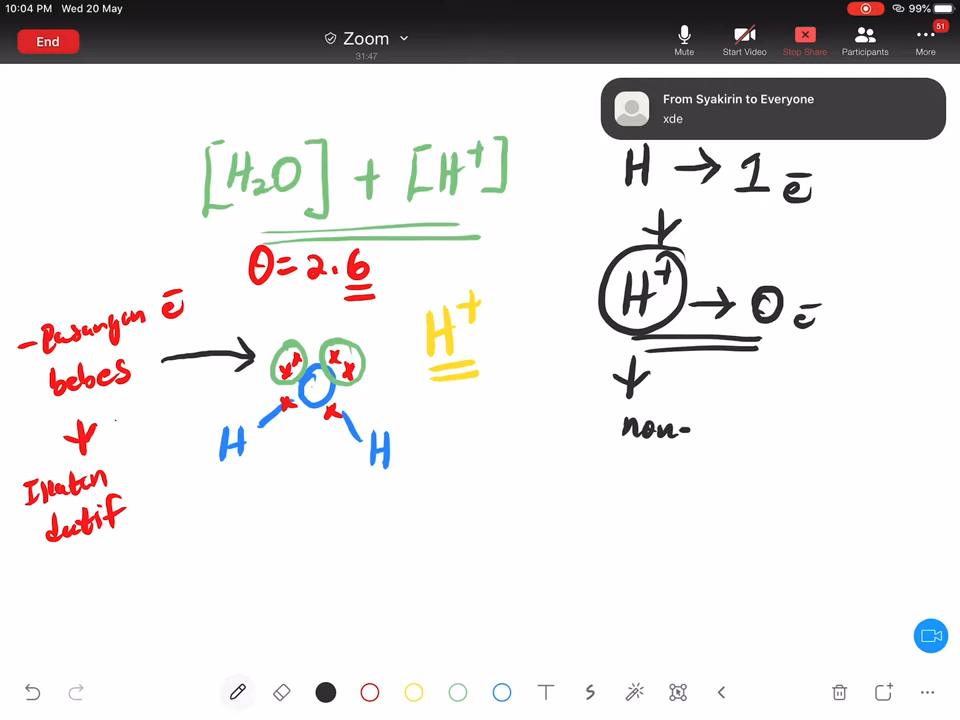 10:04 PM Wed 20 May
99%
End
Zoom
31:47
Mute
Start Video
Stop Share
Participants
51
More
From Syakirin to Everyone
xde
[H₂O] + [H⁺]
O = 2.6
- Pasangan e̅
bebes
Ikatan
datif
H
H
H⁺
H → 1 e̅
H⁺ → 0 e̅
non-
T